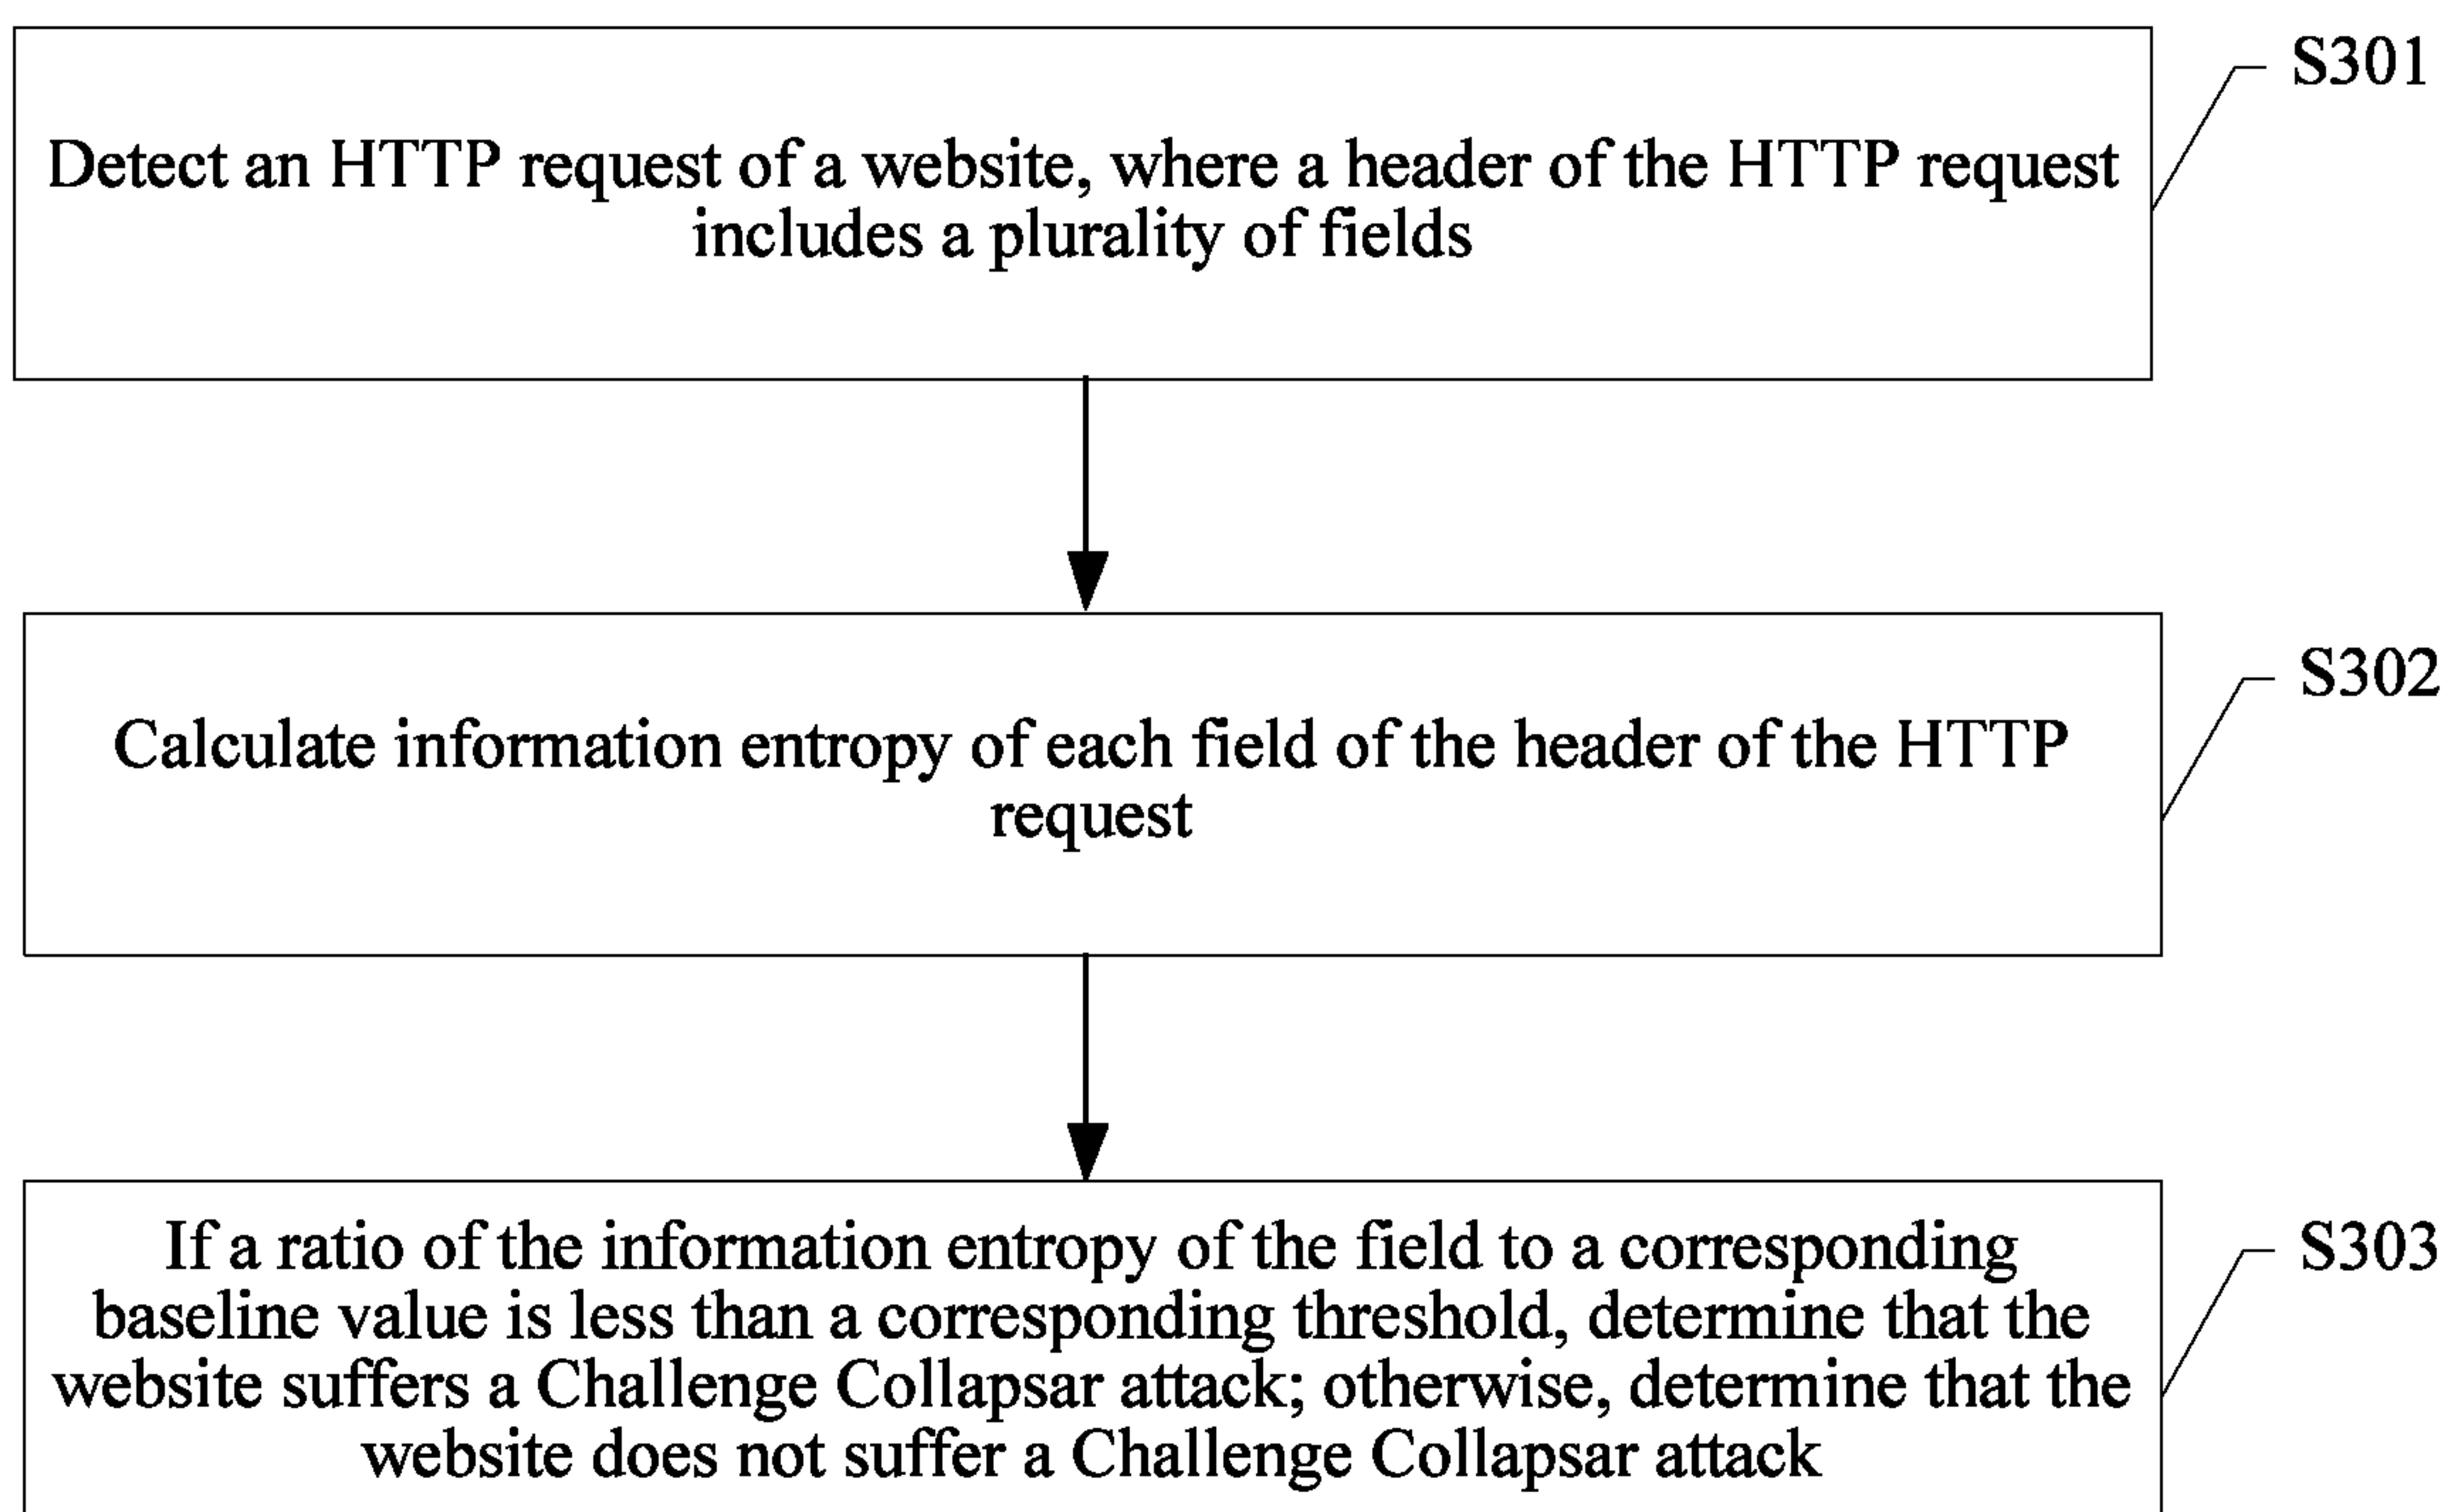 S301
Detect an HTTP request of a website, where a header of the HTTP request
includes a plurality of fields
S302
Calculate information entropy of each field of the header of the HTTP
request
S303
If a ratio of the information entropy of the field to a corresponding
baseline value is less than a corresponding threshold, determine that the
website suffers a Challenge Collapsar attack; otherwise, determine that the
website does not suffer a Challenge Collapsar attack